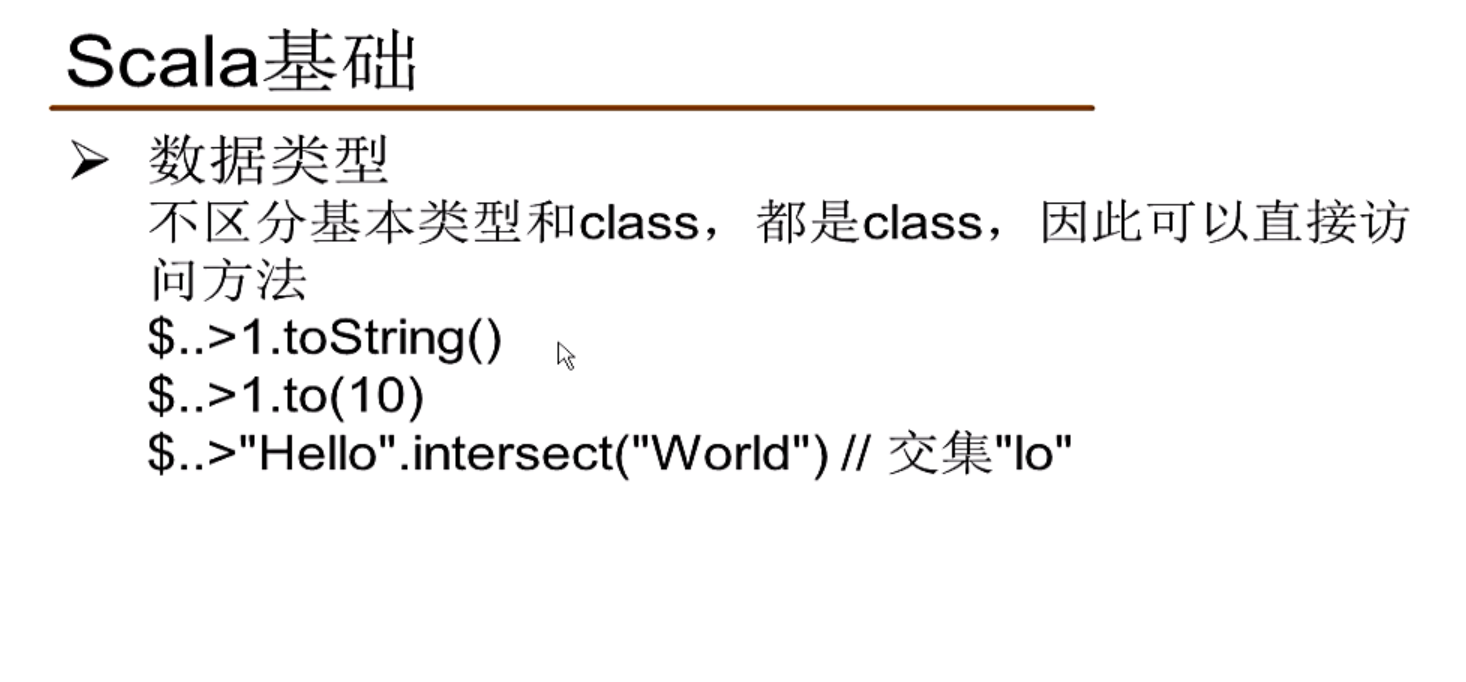 Scala基础
数据类型
不区分基本类型和class，都是class，因此可以直接访
问方法
$..>1.toString()
$..>1.to(10)
$..>"Hello".intersect("World") // 交集"lo"